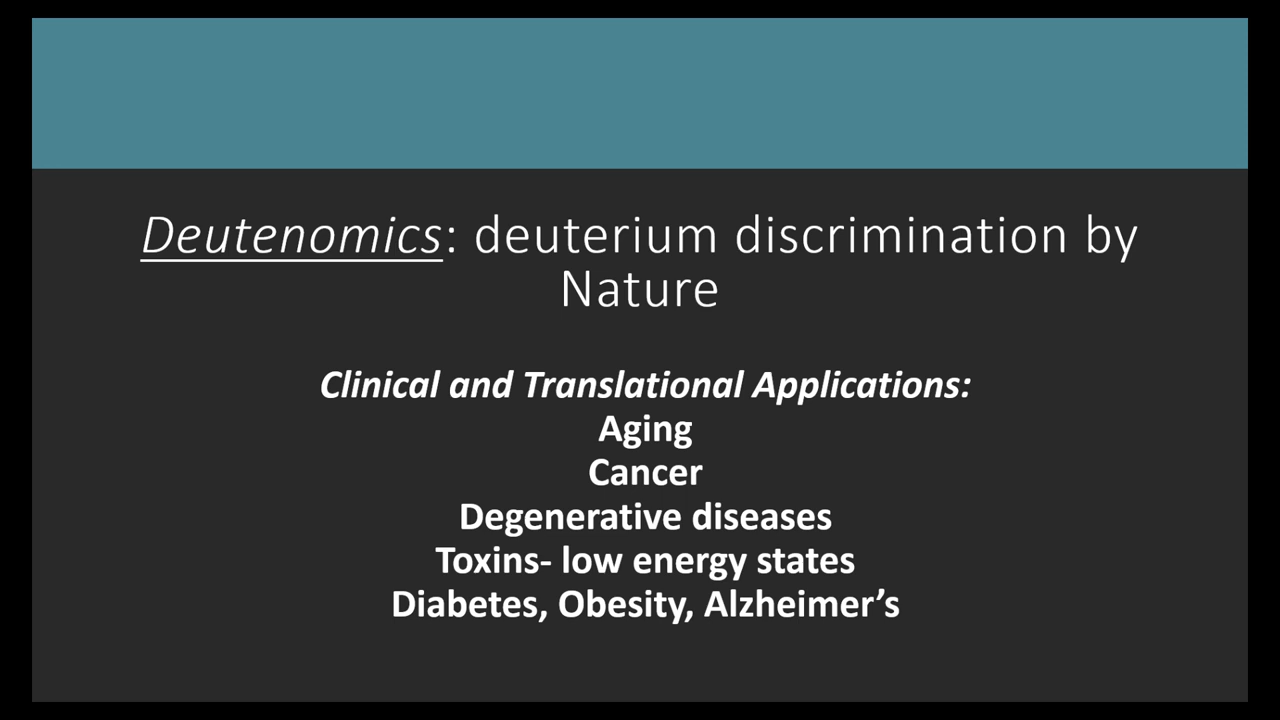 Deutenomics: deuterium discrimination by
Nature
Clinical and Translational Applications:
Aging
Cancer
Degenerative diseases
Toxins- low energy states
Diabetes, Obesity, Alzheimer’s